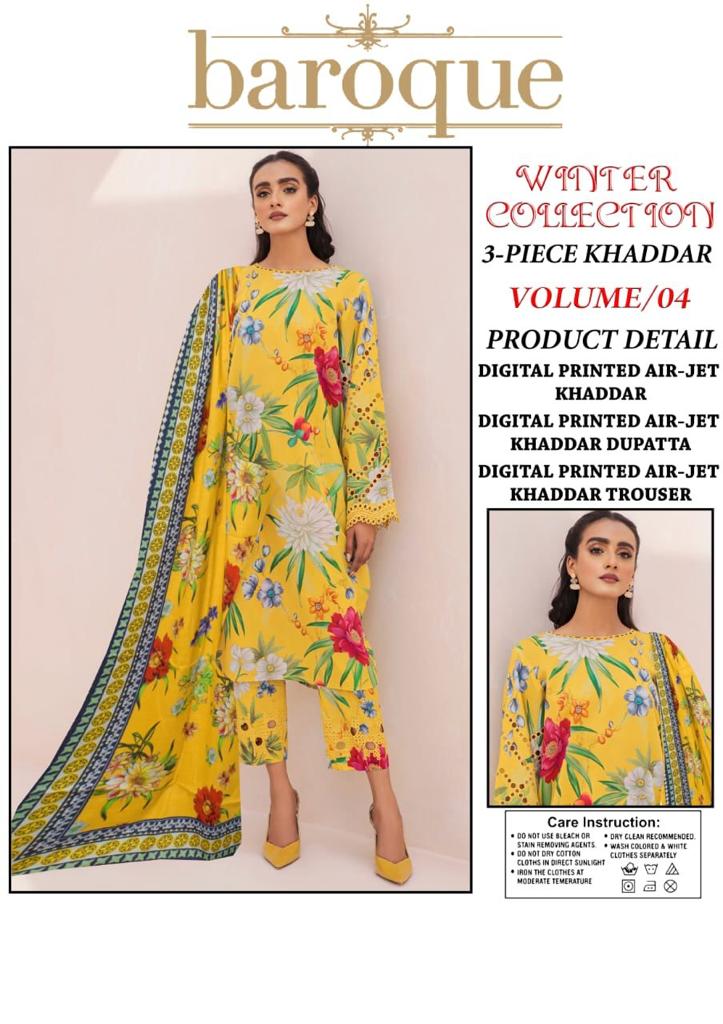 baroque
WINTER
COLLECTION
3-PIECE KHADDAR
VOLUME/04
PRODUCT DETAIL
DIGITAL PRINTED AIR-JET
KHADDAR
DIGITAL PRINTED AIR-JET
KHADDAR DUPATTA
DIGITAL PRINTED AIR-JET
KHADDAR TROUSER
Care Instruction:
• DO NOT USE BLEACH OR
STAIN REMOVING AGENTS.
• DO NOT DRY COTTON
CLOTHS IN DIRECT SUNLIGHT
• IRON THE CLOTHES AT
MODERATE TEMERATURE
• DRY CLEAN RECOMMENDED.
• WASH COLORED & WHITE
CLOTHES SEPARATELY